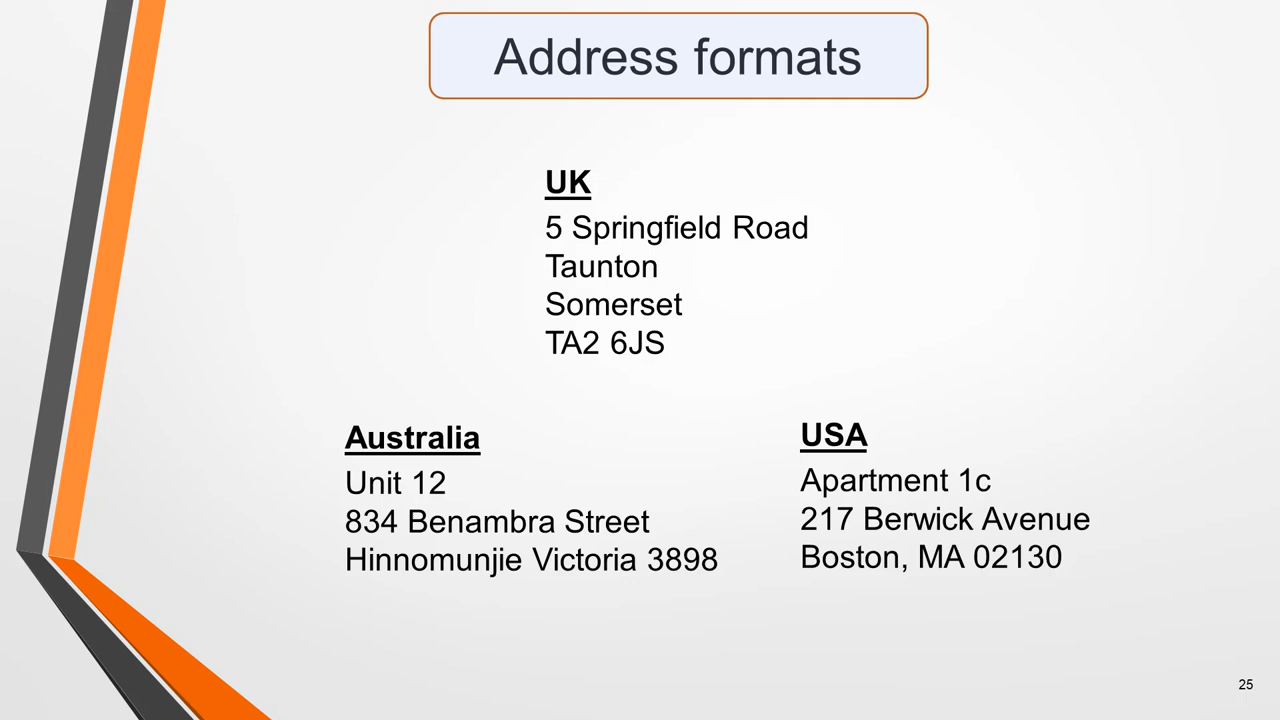 Address formats
UK
5 Springfield Road
Taunton
Somerset
TA2 6JS
Australia
Unit 12
834 Benambra Street
Hinnomunjie Victoria 3898
USA
Apartment 1c
217 Berwick Avenue
Boston, MA 02130
25